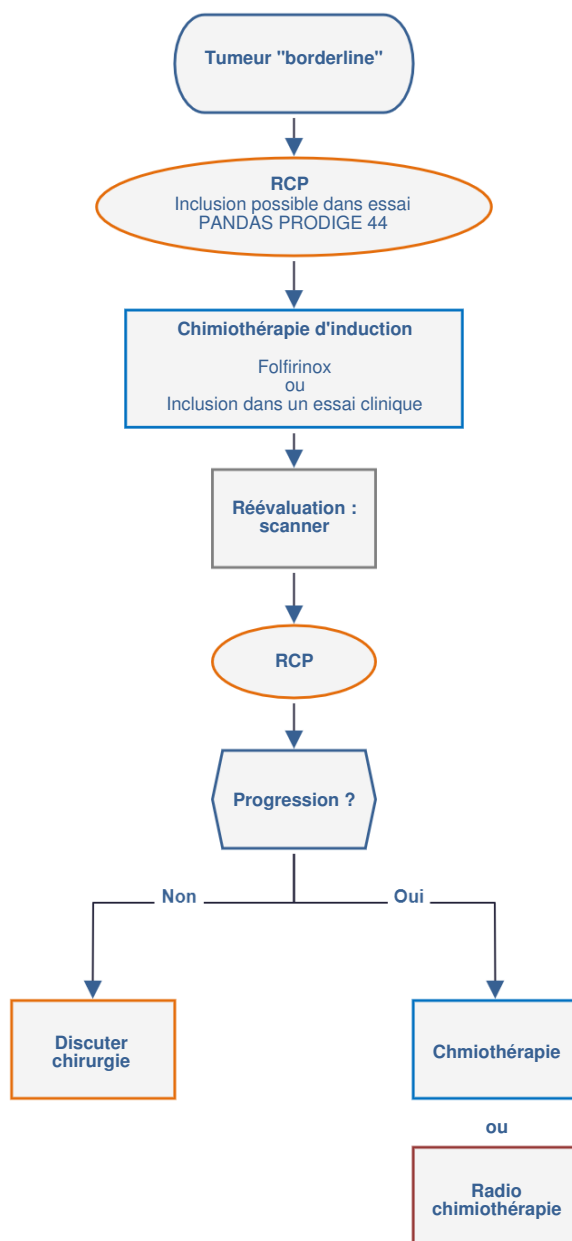 Tumeur "borderline"
RCP
Inclusion possible dans essai
PANDAS PRODIGE 44
Chimiothérapie d'induction
Folfirinox
ou
Inclusion dans un essai clinique
Réévaluation :
scanner
RCP
Progression ?
Non
Oui
Discuter
chirurgie
Chmiothérapie
ou
Radio
chimiothérapie